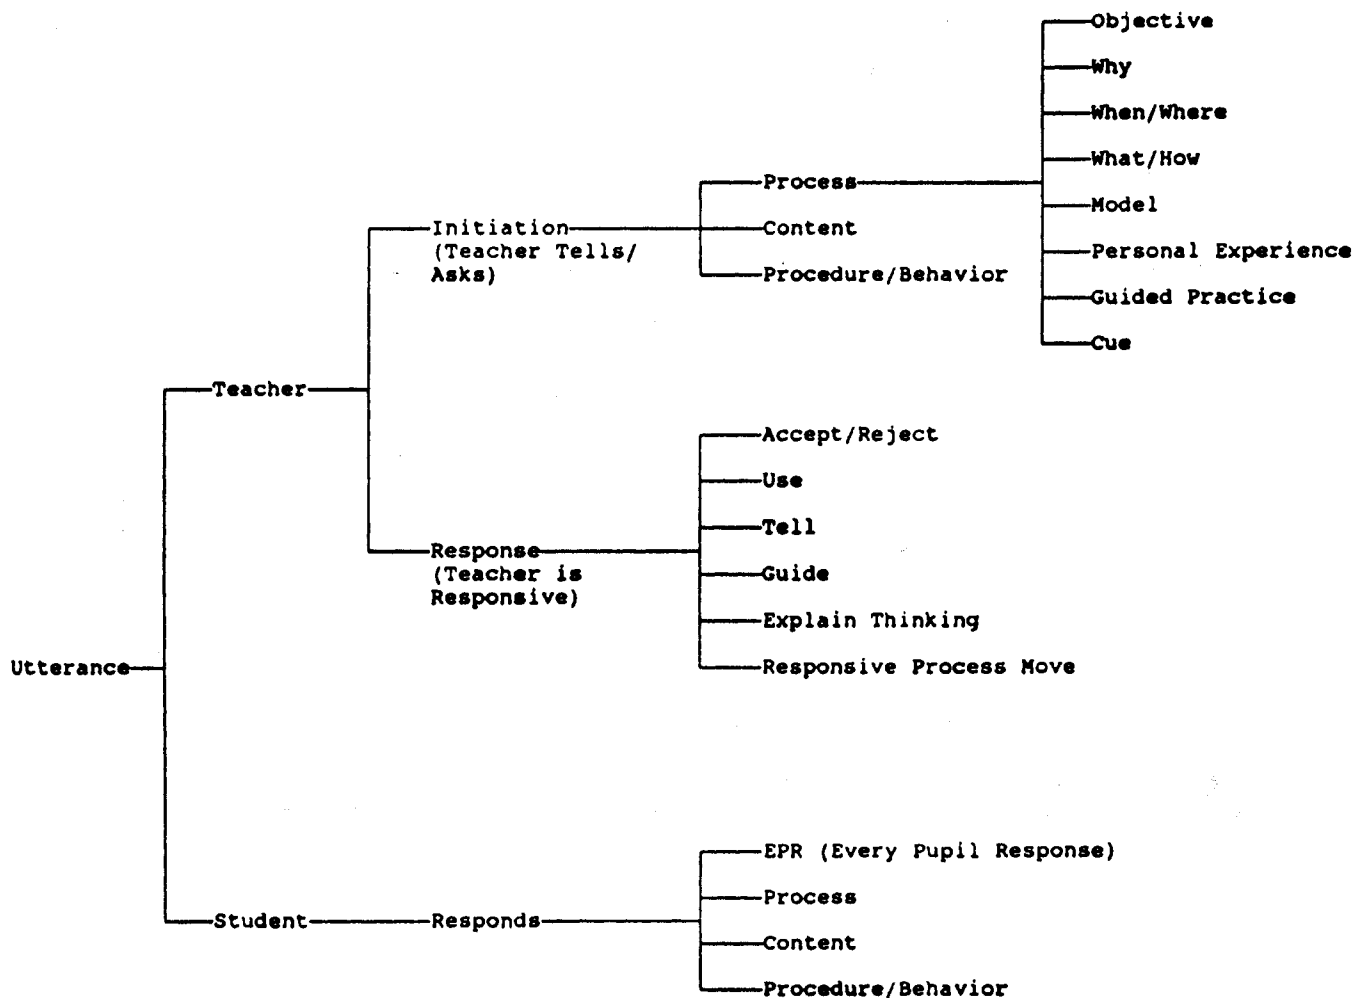 Objective
Why
When/Where
What/How
Process
Model
Initiation
(Teacher Tells/
Asks)
Content
Personal Experience
Procedure/Behavior
Guided Practice
Cue
Teacher
Accept/Reject
Use
Tell
Response
(Teacher is
Responsive)
Guide
Explain Thinking
Utterance
Responsive Process Move
EPR (Every Pupil Response)
Process
Student
Responds
Content
Procedure/Behavior